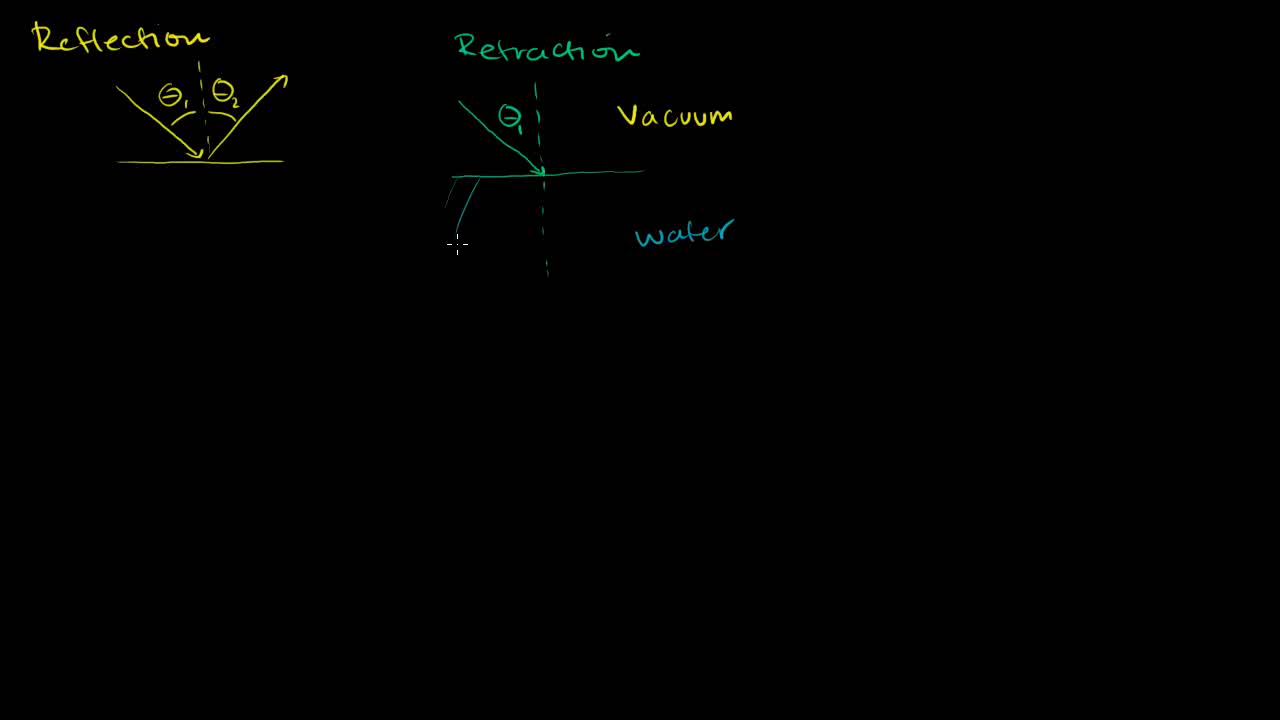 Reflection
θ₁ θ₂
Refraction
θ₁
Vacuum
water